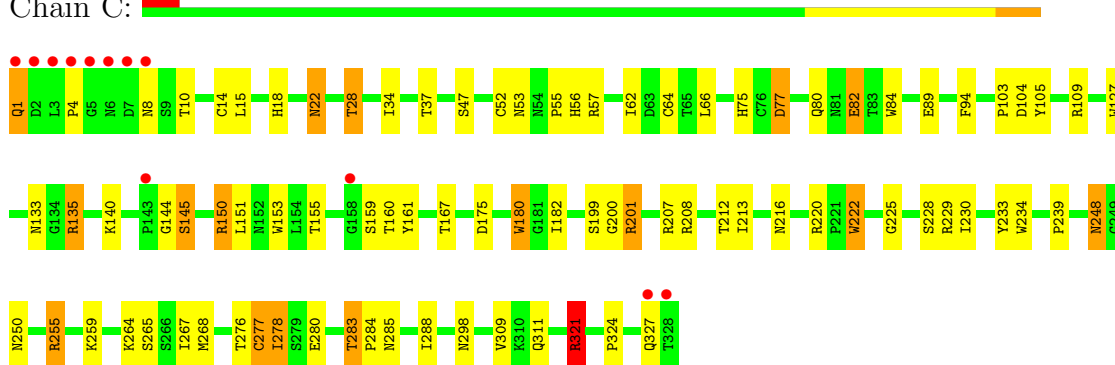 Chain C:
Q1 D2 L3 P4 G5 N6 D7 N8 S9 T10 C14 L15 H18 N22 T28 I34 T37 S47 C52 N53 N54 P55 H56 R57 I62 D63 C64 T65 L66 H75 C76 D77 Q80 N81 E82 T83 W84 E89 F94 P103 D104 Y105 R109
N133 G134 R135 K140 P143 G144 S145 R150 L151 N152 W153 L154 T155 G158 S159 T160 Y161 T167 D175 W180 G181 I182 S199 G200 R201 R207 R208 T212 I213 N216 R220 P221 W222 G225 S228 R229 I230 Y233 W234 P239 N248
N250 R255 K259 K264 S265 S266 I267 M268 T276 C277 I278 S279 E280 T283 P284 N285 I288 N298 V309 K310 Q311 R321 P324 Q327 T328